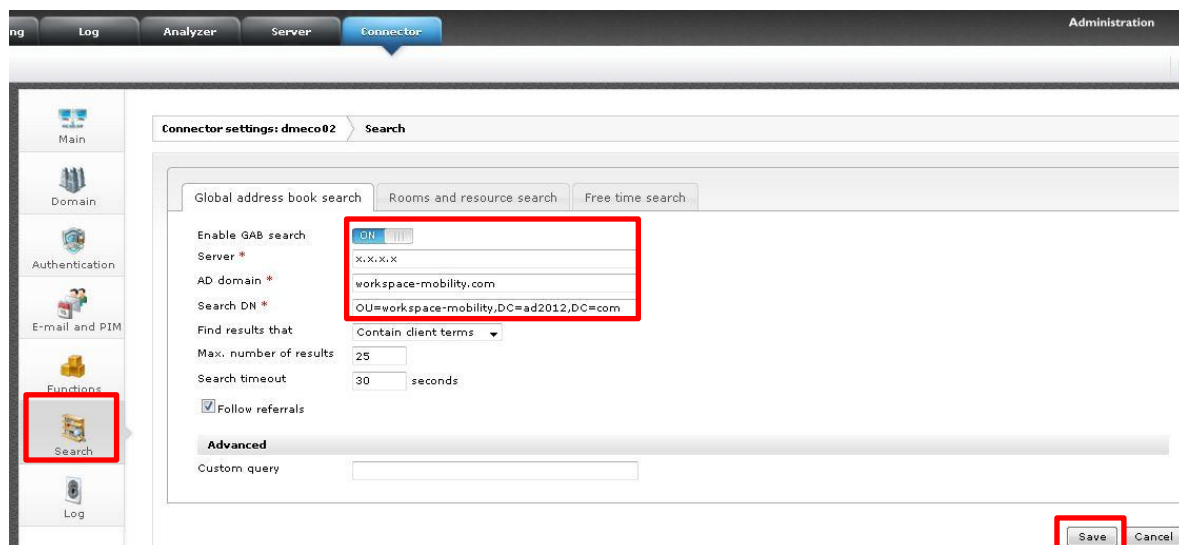 Administration
ng Log Analyzer Server Connector
Main
Domain
Authentication
E-mail and PIM
Functions
Search
Log
Connector settings: dmeco02 Search
Global address book search Rooms and resource search Free time search
Enable GAB search ON
Server * x.x.x.x
AD domain * workspace-mobility.com
Search DN * OU=workspace-mobility,DC=ad2012,DC=com
Find results that Contain client terms
Max. number of results 25
Search timeout 30 seconds
Follow referrals
Advanced
Custom query
Save Cancel